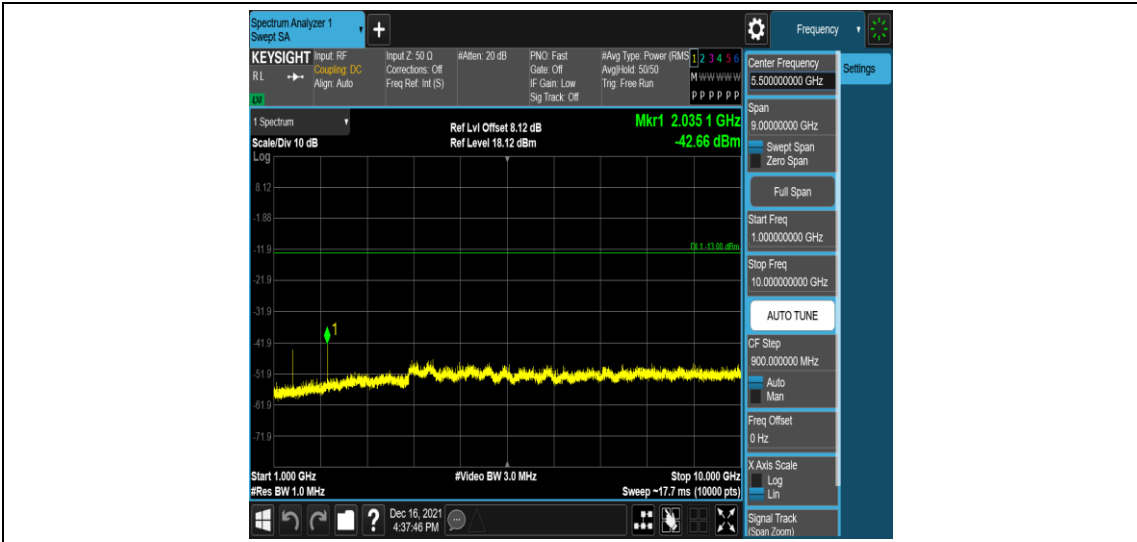 Spectrum Analyzer 1
Swept SA
+
Frequency
KEYSIGHT
Input: RF
Coupling: DC
Align: Auto
Input Z: 50 Ω
Corrections: Off
Freq Ref: Int (S)
#Atten: 20 dB
PNO: Fast
Gate: Off
IF Gain: Low
Sig Track: Off
#Avg Type: Power (RMS
Avg|Hold: 50/50
Trig: Free Run
1 2 3 4 5 6
M W W W W W
P P P P P P
RL
LXI
1 Spectrum
Scale/Div 10 dB
Log
Ref Lvl Offset 8.12 dB
Ref Level 18.12 dBm
Mkr1 2.035 1 GHz
-42.66 dBm
8.12
-1.88
-11.9
DL1 -13.00 dBm
-21.9
-31.9
1
-41.9
-51.9
-61.9
-71.9
Start 1.000 GHz
#Res BW 1.0 MHz
#Video BW 3.0 MHz
Stop 10.000 GHz
Sweep ~17.7 ms (10000 pts)
?
Dec 16, 2021
4:37:46 PM
Center Frequency
5.500000000 GHz
Settings
Span
9.00000000 GHz
Swept Span
Zero Span
Full Span
Start Freq
1.000000000 GHz
Stop Freq
10.000000000 GHz
AUTO TUNE
CF Step
900.000000 MHz
Auto
Man
Freq Offset
0 Hz
X Axis Scale
Log
Lin
Signal Track
(Span Zoom)